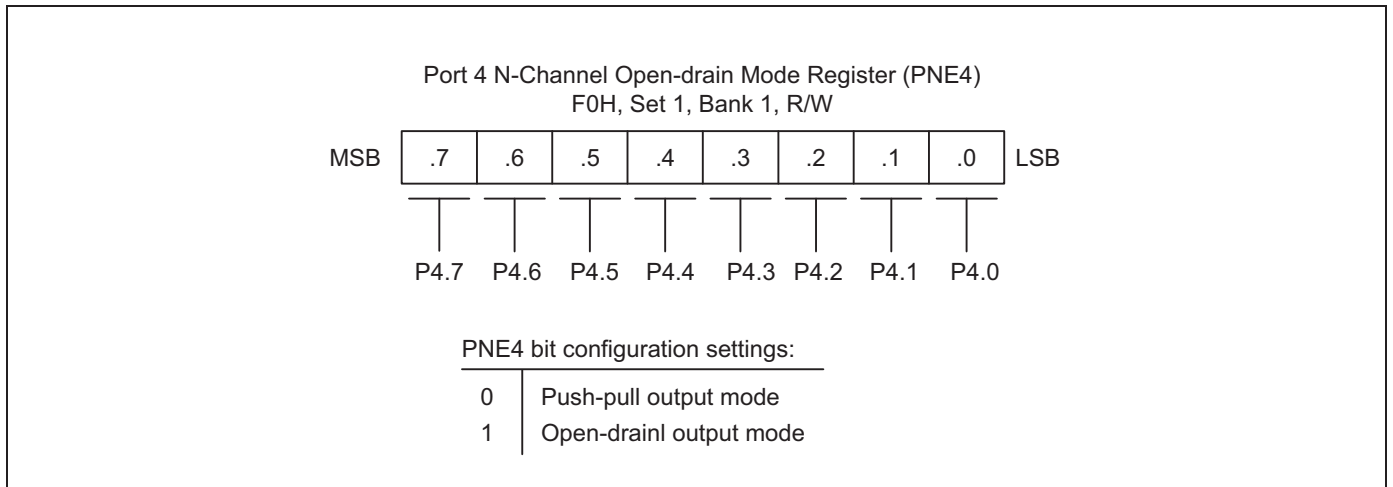 Port 4 N-Channel Open-drain Mode Register (PNE4)
F0H, Set 1, Bank 1, R/W
MSB .7 .6 .5 .4 .3 .2 .1 .0 LSB
P4.7 P4.6 P4.5 P4.4 P4.3 P4.2 P4.1 P4.0
PNE4 bit configuration settings:
0 Push-pull output mode
1 Open-drainl output mode